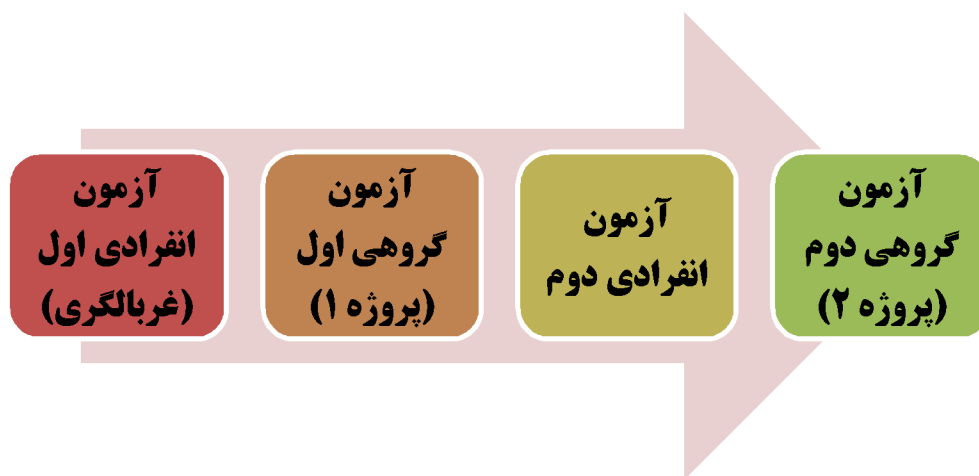 آزمون
انفرادی اول
(غربالگری)
آزمون
گروهی اول
(پروژه ۱)
آزمون
انفرادی دوم
آزمون
گروهی دوم
(پروژه ۲)